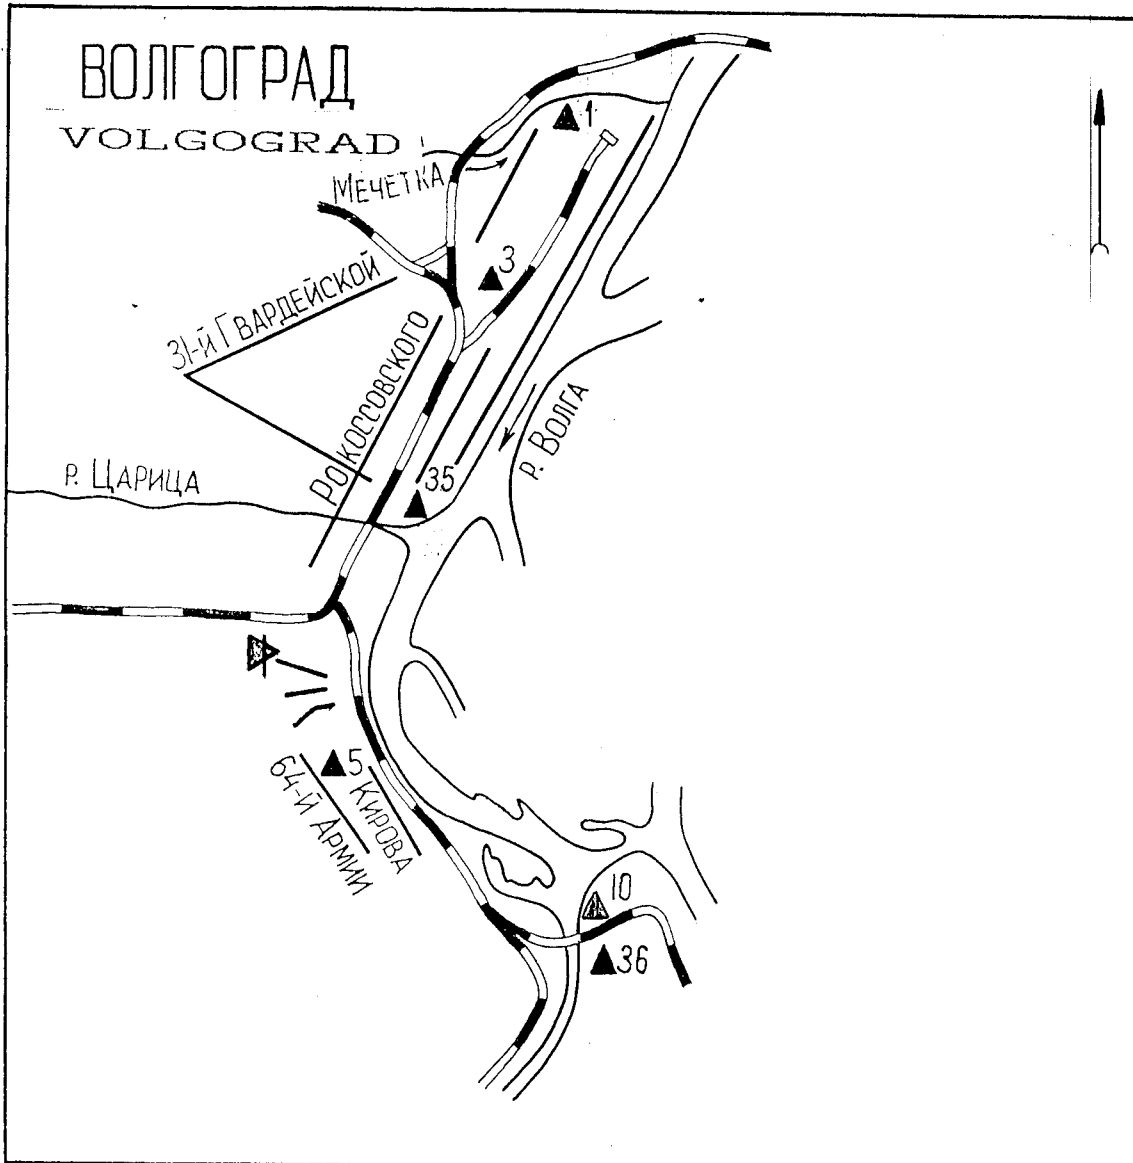 ВОЛГОГРАД
VOLGOGRAD
1
МЕЧЕТКА
3
31-Й ГВАРДЕЙСКОЙ
РОКОССОВСКОГО
р. ВОЛГА
р. ЦАРИЦА
35
5
64-Й АРМИИ
КИРОВА
10
36